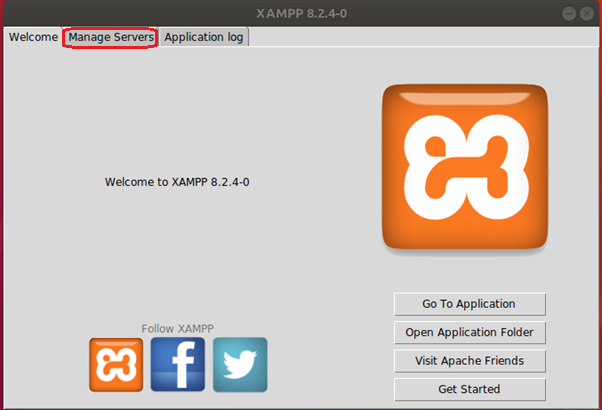 XAMPP 8.2.4-0
Welcome Manage Servers Application log
Welcome to XAMPP 8.2.4-0
Go To Application
Follow XAMPP
Open Application Folder
Visit Apache Friends
Get Started